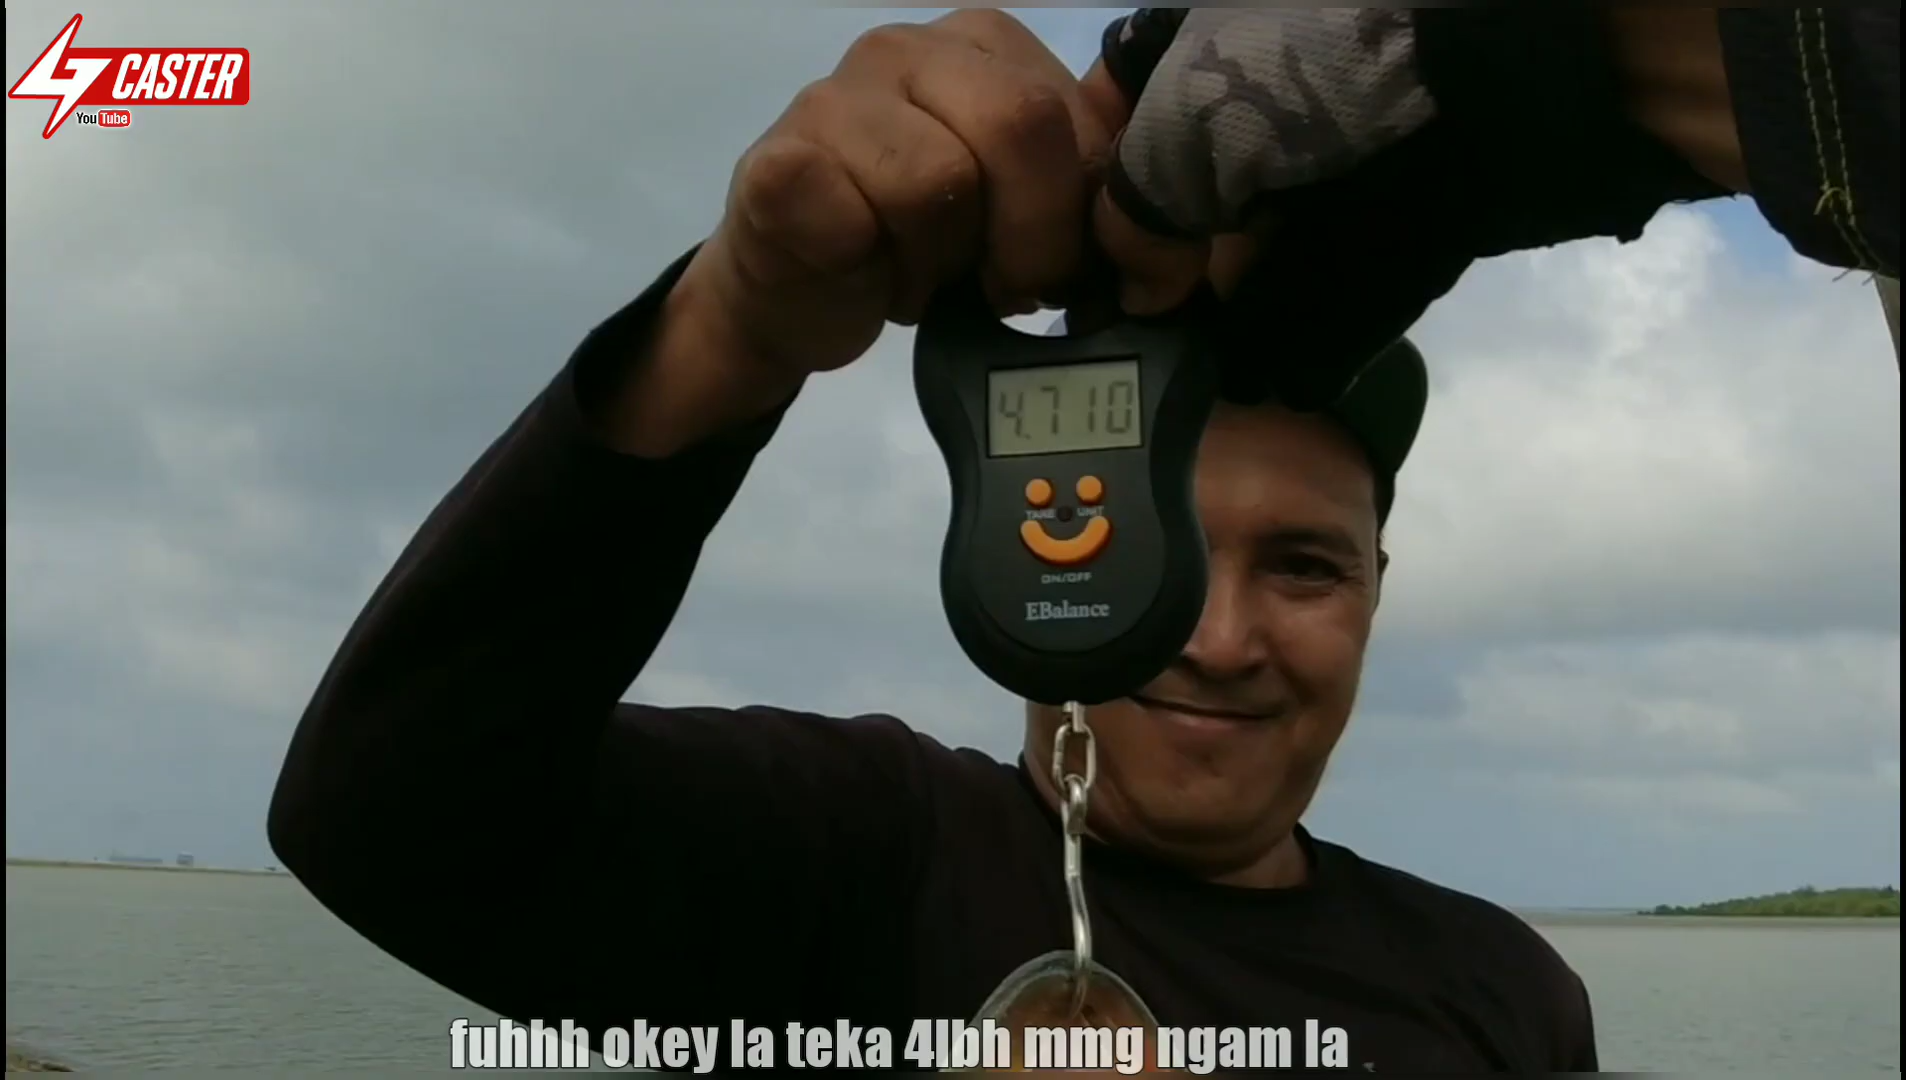 CASTER
YouTube
4.710
TARE UNIT
ON/OFF
EBalance
fuhhh okey la teka 4lbh mmg ngam la